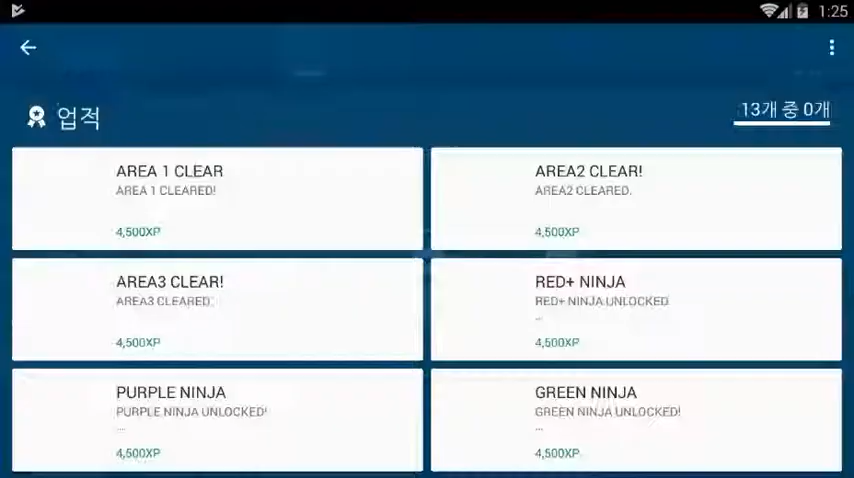 1:25
업적
13개 중 0개
AREA 1 CLEAR
AREA 1 CLEARED!
4,500XP
AREA2 CLEAR!
AREA2 CLEARED.
4,500XP
AREA3 CLEAR!
AREA3 CLEARED.
4,500XP
RED+ NINJA
RED+ NINJA UNLOCKED
...
4,500XP
PURPLE NINJA
PURPLE NINJA UNLOCKED!
...
4,500XP
GREEN NINJA
GREEN NINJA UNLOCKED!
...
4,500XP